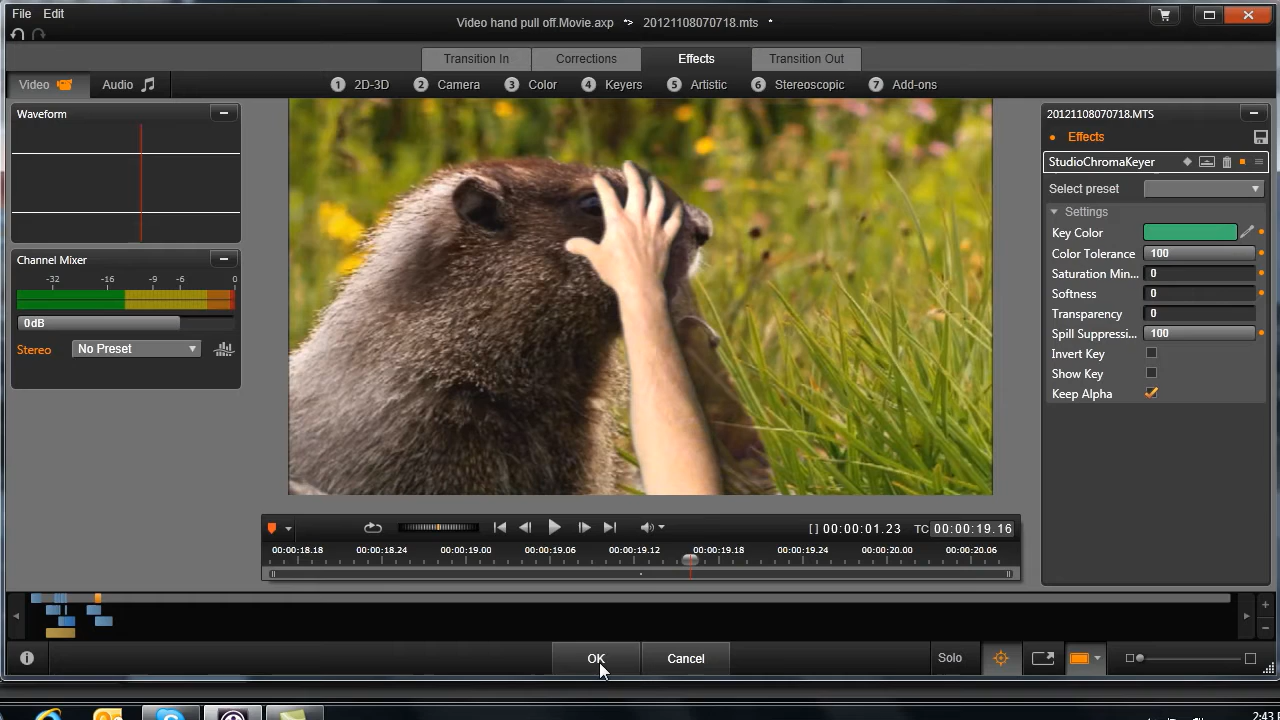 File Edit
Video hand pull off.Movie.axp 20121108070718.mts
Transition In Corrections Effects Transition Out
Video Audio 1 2D-3D 2 Camera 3 Color 4 Keyers 5 Artistic 6 Stereoscopic 7 Add-ons
Waveform
Channel Mixer
-32 -16 -9 -6 0
0dB
Stereo No Preset
20121108070718.MTS
Effects
StudioChromaKeyer
Select preset
Settings
Key Color
Color Tolerance 100
Saturation Min... 0
Softness 0
Transparency 0
Spill Suppressi... 100
Invert Key
Show Key
Keep Alpha
[] 00:00:01.23 TC 00:00:19.16
00:00:18.18 00:00:18.24 00:00:19.00 00:00:19.06 00:00:19.12 00:00:19.18 00:00:19.24 00:00:20.00 00:00:20.06
OK Cancel Solo
2:43